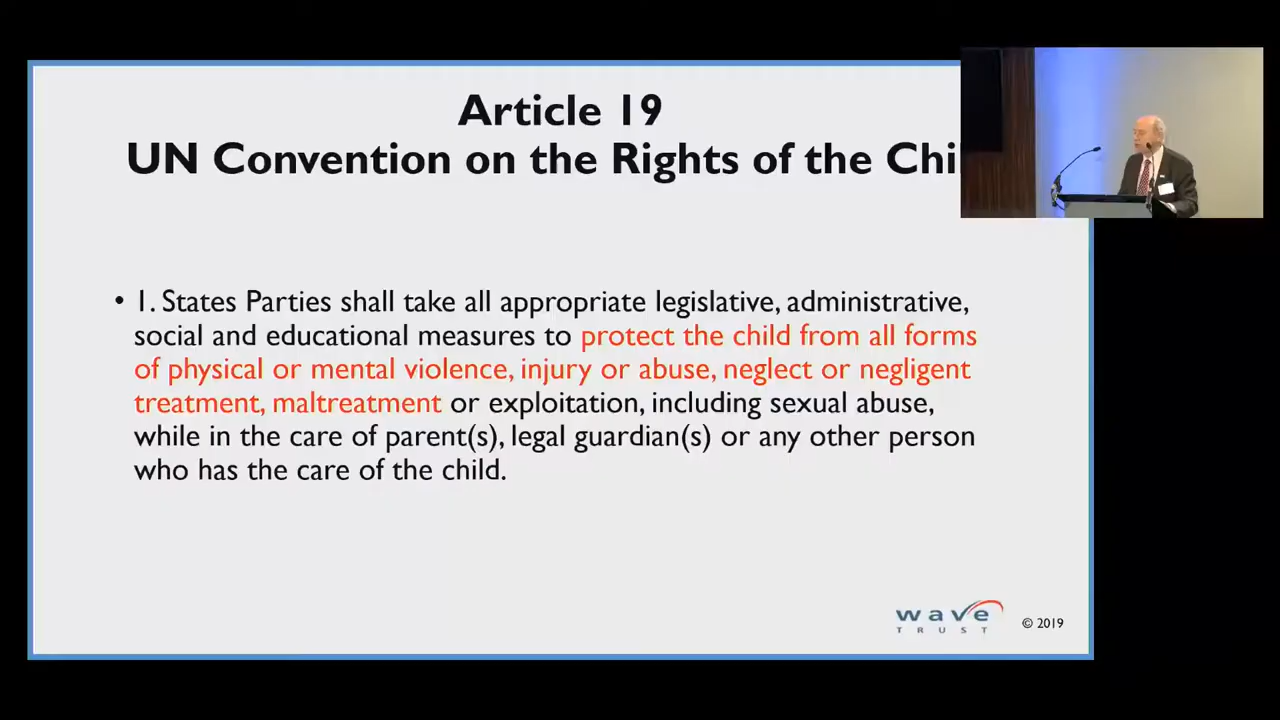 Article 19
UN Convention on the Rights of the Chi
• 1. States Parties shall take all appropriate legislative, administrative,
social and educational measures to protect the child from all forms
of physical or mental violence, injury or abuse, neglect or negligent
treatment, maltreatment or exploitation, including sexual abuse,
while in the care of parent(s), legal guardian(s) or any other person
who has the care of the child.
wave
TRUST
© 2019